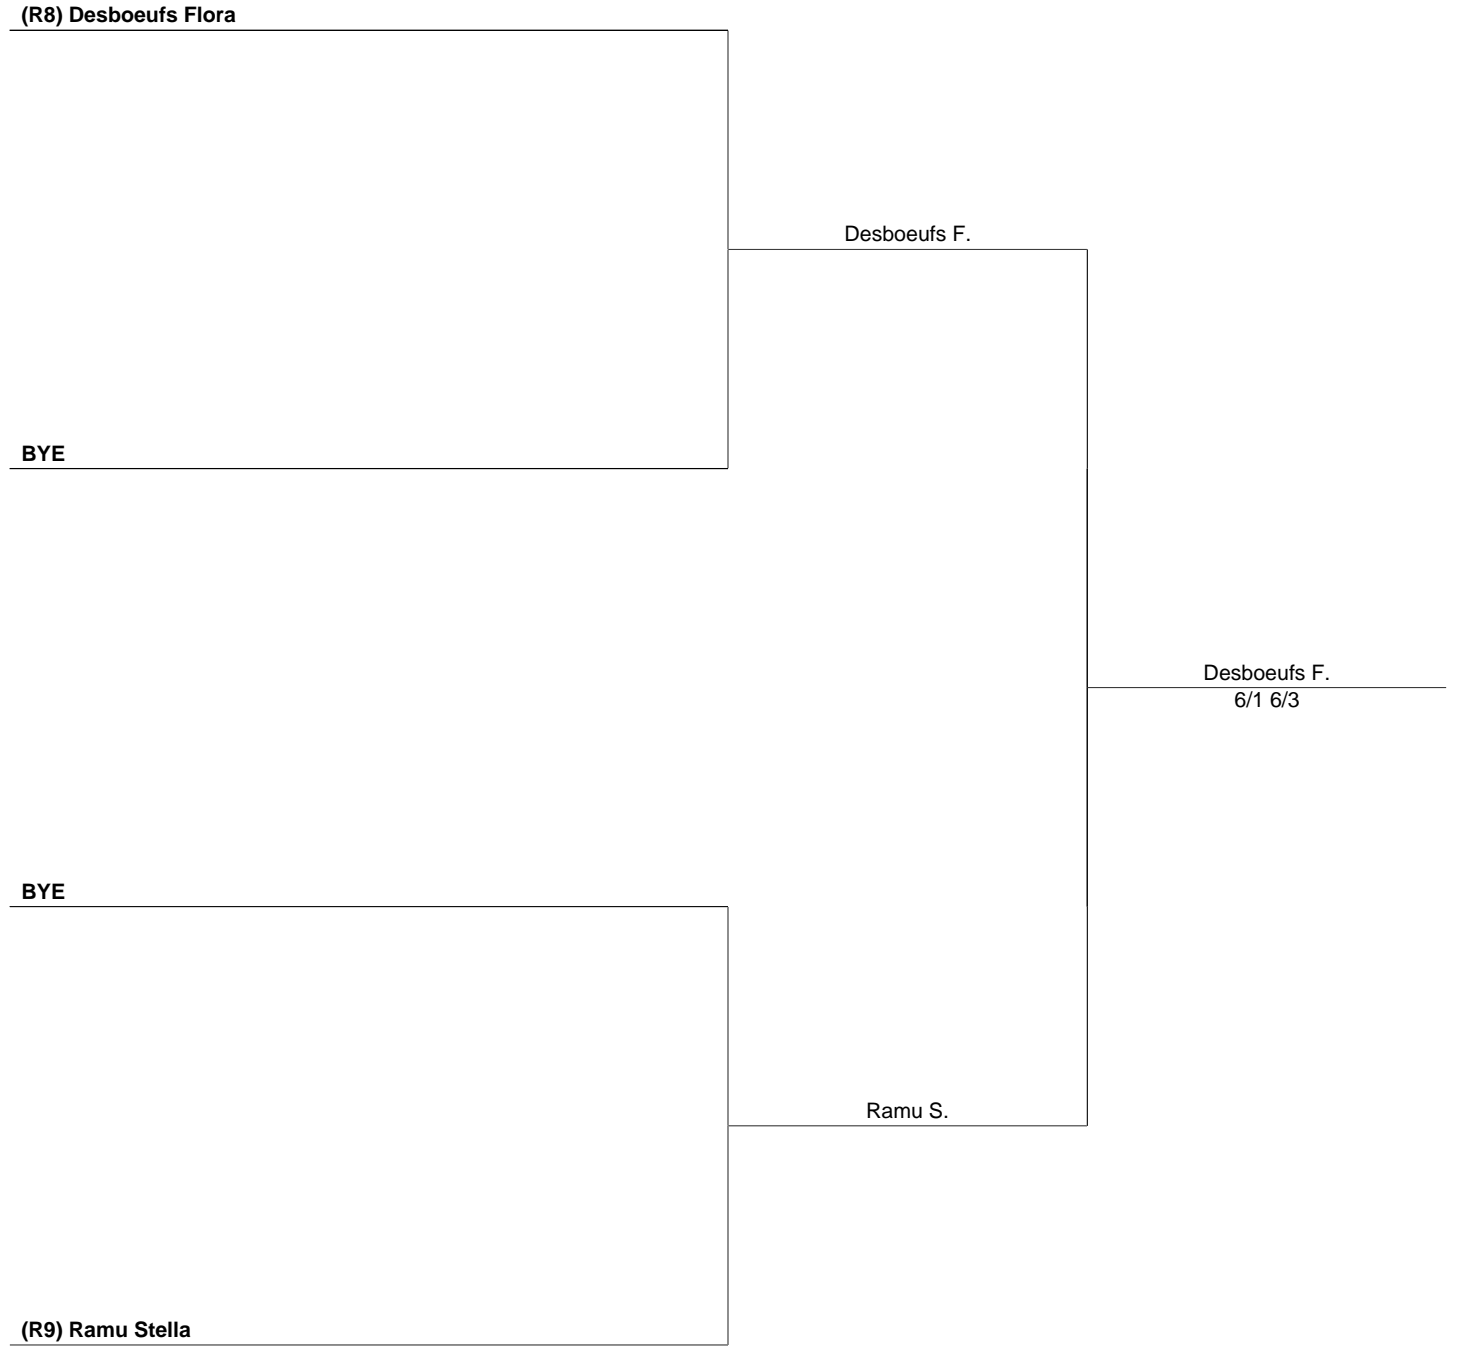 (R8) Desboeufs Flora
Desboeufs F.
BYE
Desboeufs F.
6/1 6/3
BYE
Ramu S.
(R9) Ramu Stella